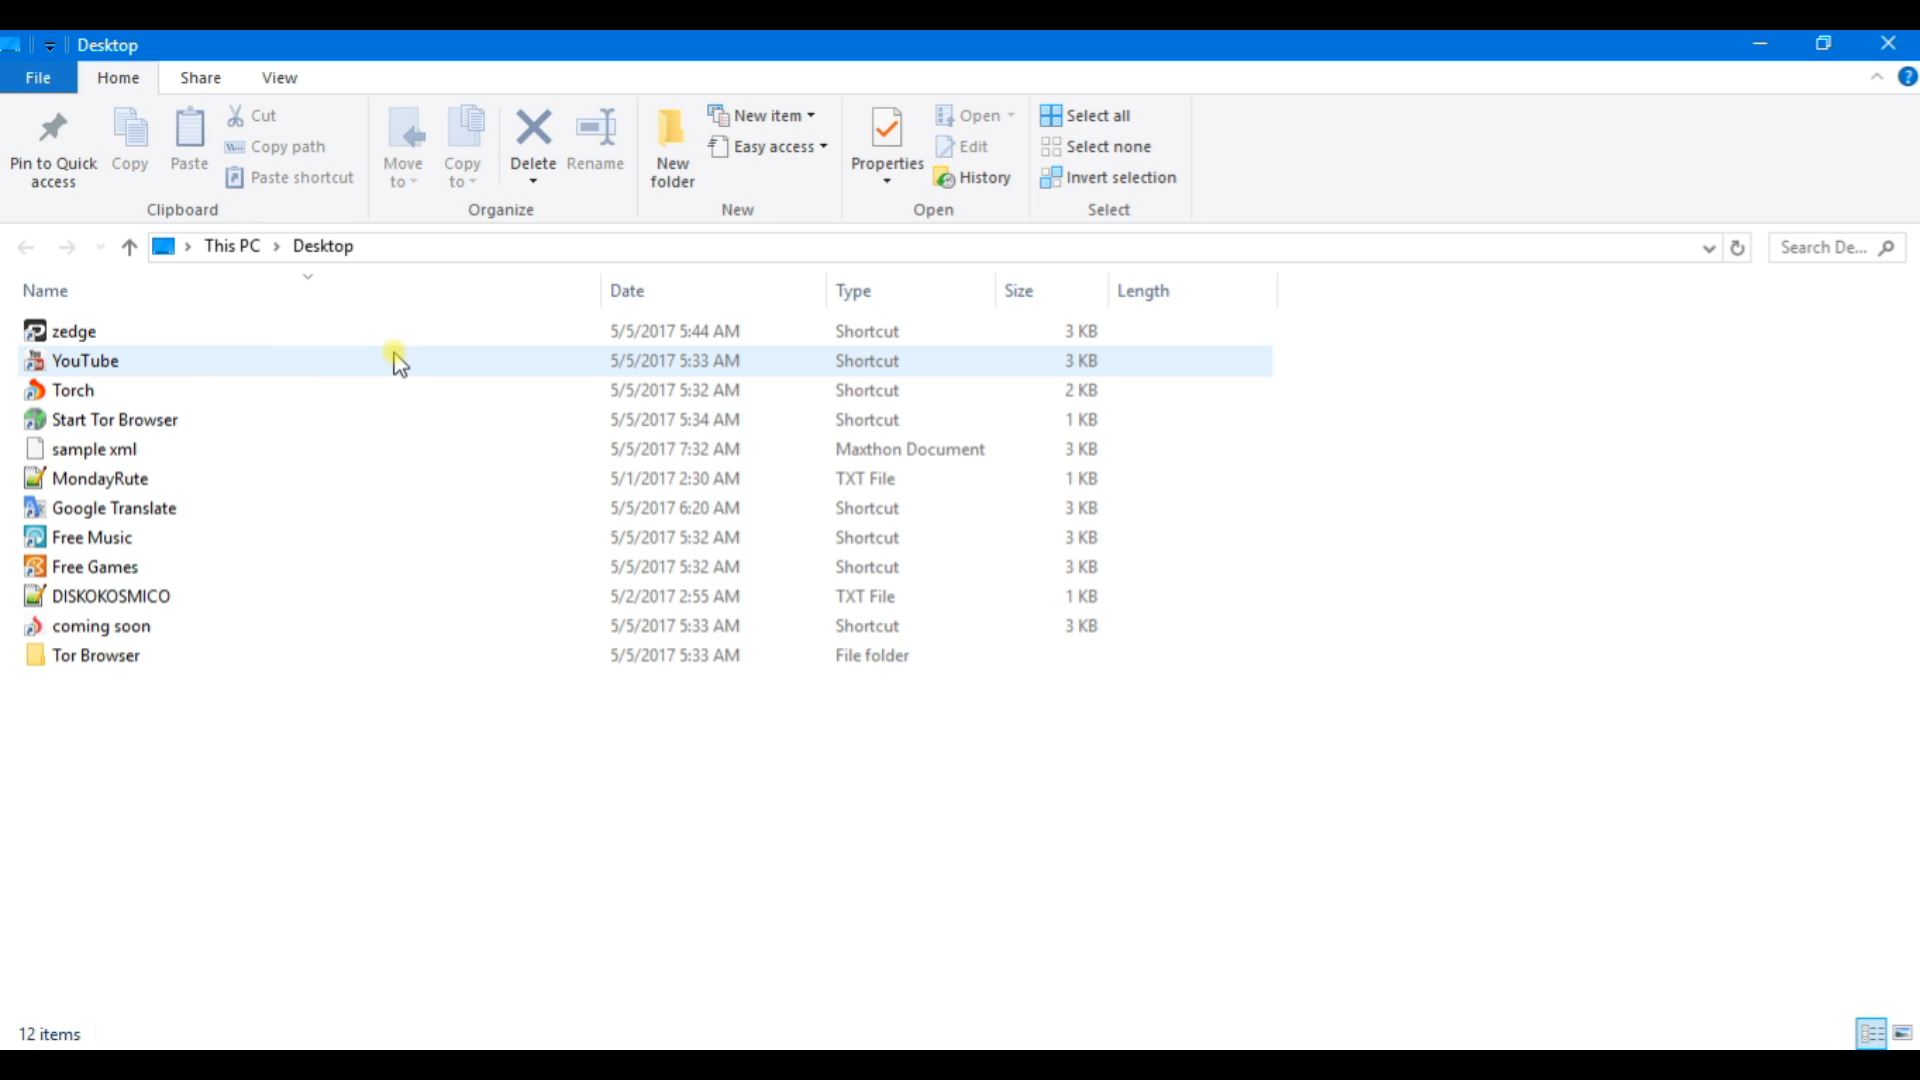 Desktop
File Home Share View
Pin to Quick access Copy Paste Cut Copy path Paste shortcut
Clipboard
Move to Copy to Delete Rename
Organize
New folder New item Easy access
New
Properties Open Edit History
Open
Select all Select none Invert selection
Select
This PC Desktop Search De...
Name Date Type Size Length
zedge 5/5/2017 5:44 AM Shortcut 3 KB
YouTube 5/5/2017 5:33 AM Shortcut 3 KB
Torch 5/5/2017 5:32 AM Shortcut 2 KB
Start Tor Browser 5/5/2017 5:34 AM Shortcut 1 KB
sample xml 5/5/2017 7:32 AM Maxthon Document 3 KB
MondayRute 5/1/2017 2:30 AM TXT File 1 KB
Google Translate 5/5/2017 6:20 AM Shortcut 3 KB
Free Music 5/5/2017 5:32 AM Shortcut 3 KB
Free Games 5/5/2017 5:32 AM Shortcut 3 KB
DISKOKOSMICO 5/2/2017 2:55 AM TXT File 1 KB
coming soon 5/5/2017 5:33 AM Shortcut 3 KB
Tor Browser 5/5/2017 5:33 AM File folder
12 items